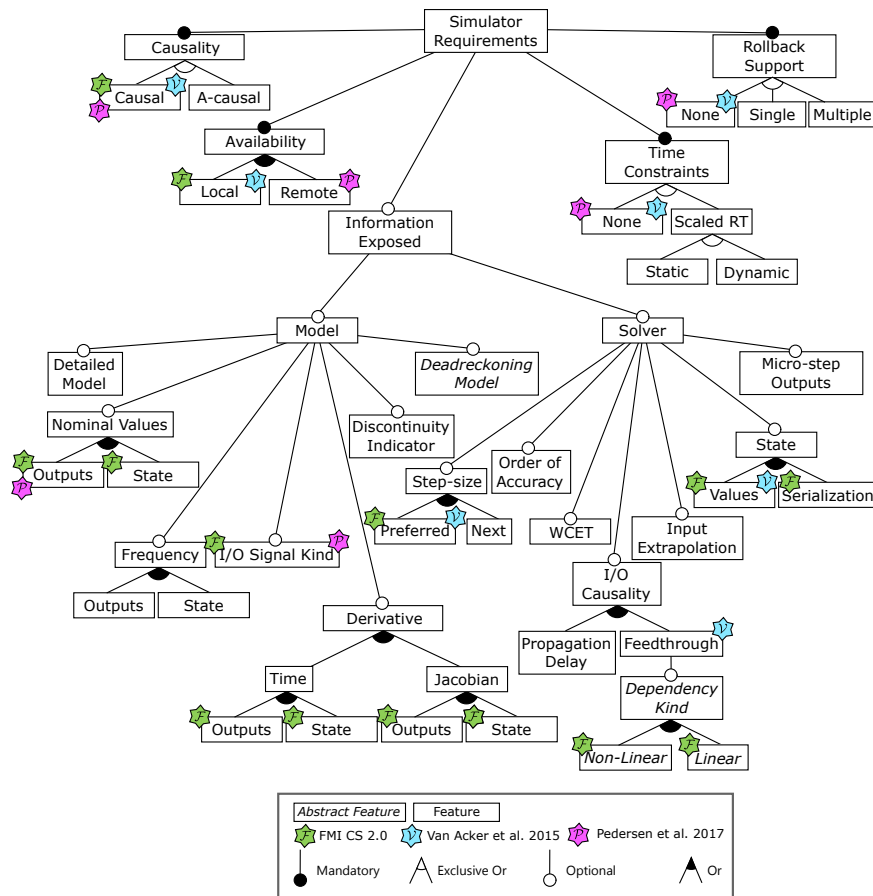 Simulator
Requirements
Causality
Rollback
Support
F
V
Causal
A-causal
P
P
V
None
Single
Multiple
Availability
Time
Constraints
F
V
P
Local
Remote
P
V
None
Scaled RT
Information
Exposed
Static
Dynamic
Model
Solver
Detailed
Model
Deadreckoning
Model
Micro-step
Outputs
Nominal Values
Discontinuity
Indicator
State
F
F
Outputs
State
P
Step-size
Order of
Accuracy
F
V
F
Values
Serialization
F
V
Preferred
Next
WCET
Input
Extrapolation
Frequency
F
I/O Signal Kind
P
I/O
Causality
Outputs
State
Derivative
Propagation
Delay
Feedthrough
V
Time
Jacobian
Dependency
Kind
F
F
F
F
Outputs
State
Outputs
State
F
F
Non-Linear
Linear
Abstract Feature
Feature
F FMI CS 2.0
V Van Acker et al. 2015
P Pedersen et al. 2017
Mandatory
Exclusive Or
Optional
Or